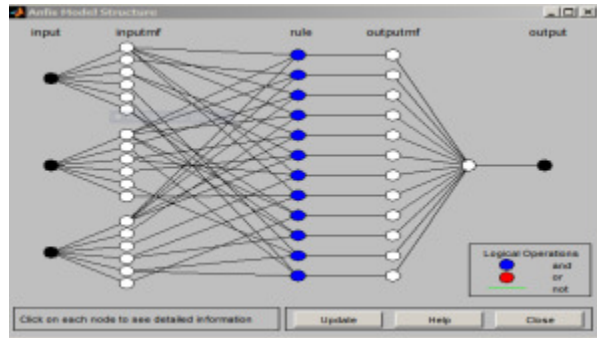 Anfis Model Structure
input inputmf rule outputmf output
Logical Operations
and
or
not
Click on each node to see detailed information
Update Help Close